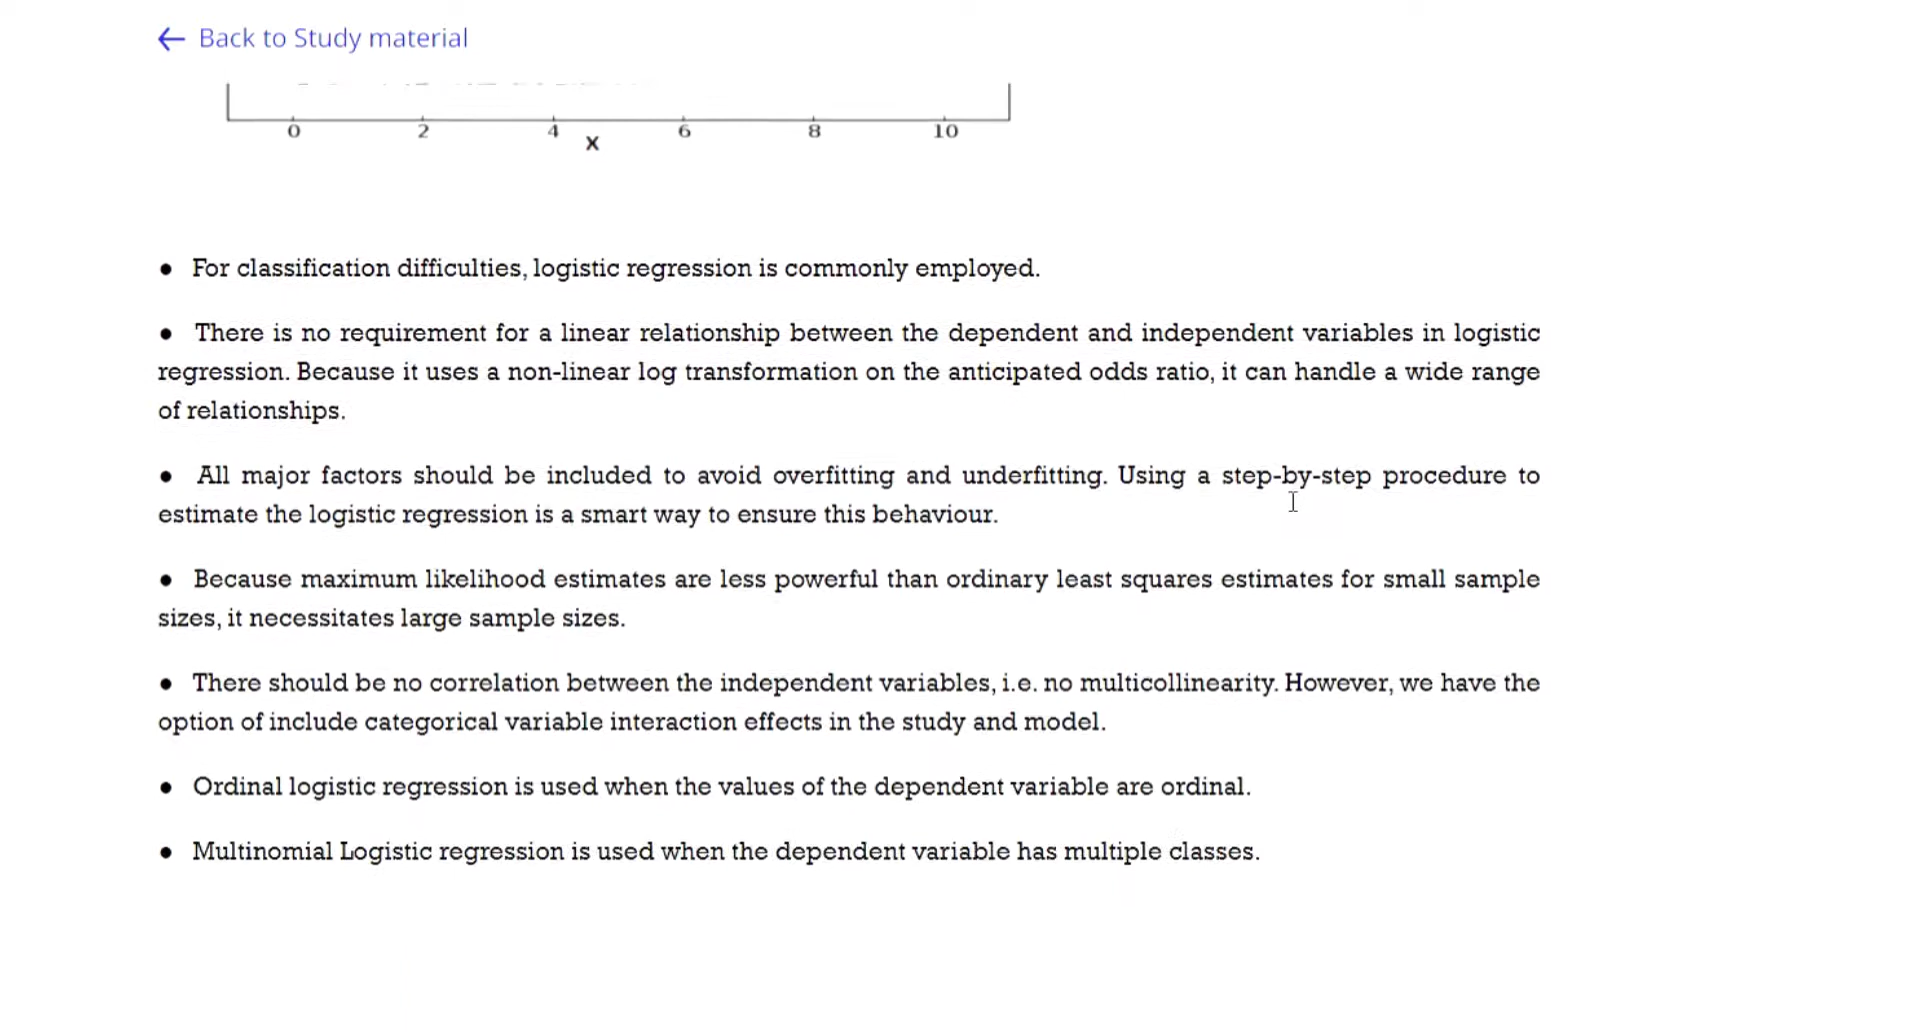 ← Back to Study material
0 2 4 6 8 10
X
● For classification difficulties, logistic regression is commonly employed.
● There is no requirement for a linear relationship between the dependent and independent variables in logistic
regression. Because it uses a non-linear log transformation on the anticipated odds ratio, it can handle a wide range
of relationships.
● All major factors should be included to avoid overfitting and underfitting. Using a step-by-step procedure to
estimate the logistic regression is a smart way to ensure this behaviour.
● Because maximum likelihood estimates are less powerful than ordinary least squares estimates for small sample
sizes, it necessitates large sample sizes.
● There should be no correlation between the independent variables, i.e. no multicollinearity. However, we have the
option of include categorical variable interaction effects in the study and model.
● Ordinal logistic regression is used when the values of the dependent variable are ordinal.
● Multinomial Logistic regression is used when the dependent variable has multiple classes.